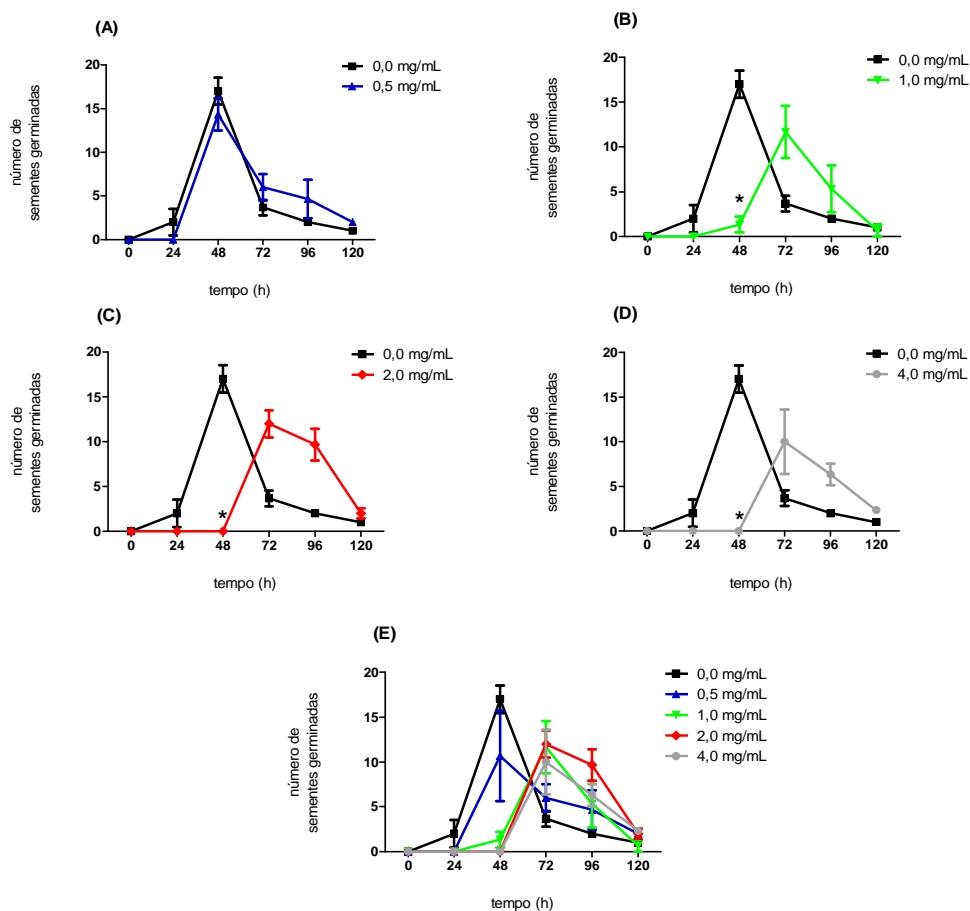 (A)
0,0 mg/mL
0,5 mg/mL
número de
sementes germinadas
20
15
10
5
0
0 24 48 72 96 120
tempo (h)
(B)
0,0 mg/mL
1,0 mg/mL
número de
sementes germinadas
20
15
10
5
0
*
0 24 48 72 96 120
tempo (h)
(C)
0,0 mg/mL
2,0 mg/mL
número de
sementes germinadas
20
15
10
5
0
*
0 24 48 72 96 120
tempo (h)
(D)
0,0 mg/mL
4,0 mg/mL
número de
sementes germinadas
20
15
10
5
0
*
0 24 48 72 96 120
tempo (h)
(E)
0,0 mg/mL
0,5 mg/mL
1,0 mg/mL
2,0 mg/mL
4,0 mg/mL
número de
sementes germinadas
20
15
10
5
0
0 24 48 72 96 120
tempo (h)